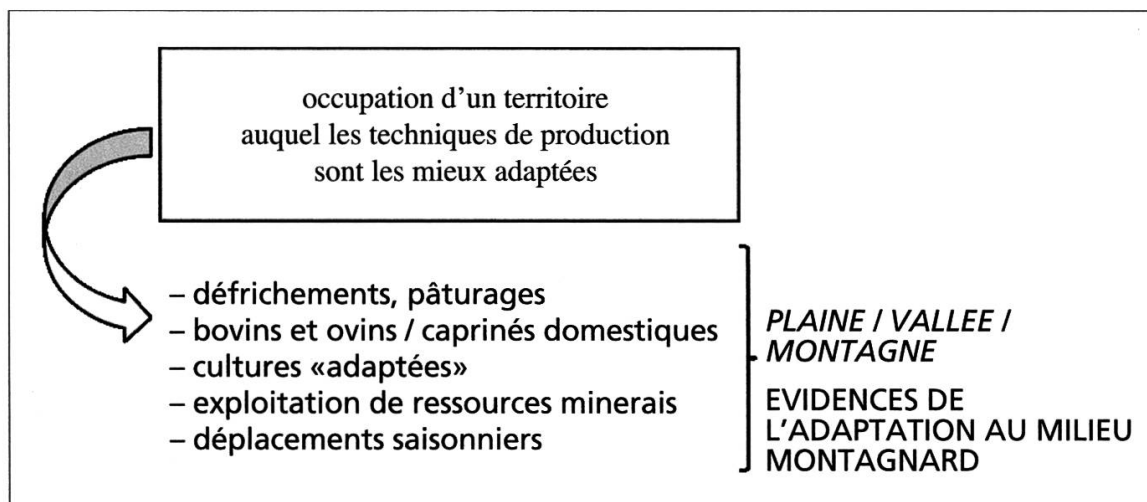 occupation d'un territoire
auquel les techniques de production
sont les mieux adaptées
– défrichements, pâturages
– bovins et ovins / caprinés domestiques
– cultures «adaptées»
– exploitation de ressources minerais
– déplacements saisonniers
PLAINE / VALLEE /
MONTAGNE
EVIDENCES DE
L'ADAPTATION AU MILIEU
MONTAGNARD